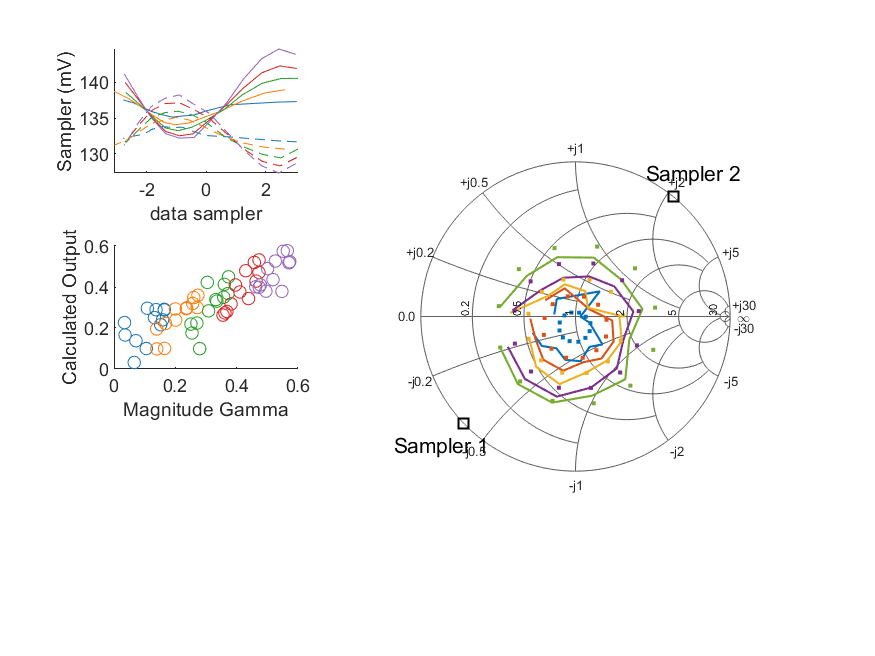 Sampler (mV)
140
135
130
-2
0
2
data sampler
Calculated Output
0.6
0.4
0.2
0
0
0.2
0.4
0.6
Magnitude Gamma
+j1
+j0.5
+j2
Sampler 2
+j0.2
+j5
0.0
0.2
0.5
1
2
5
30
+j30
∞
-j30
-j0.2
-j5
Sampler 1
-j0.5
-j2
-j1